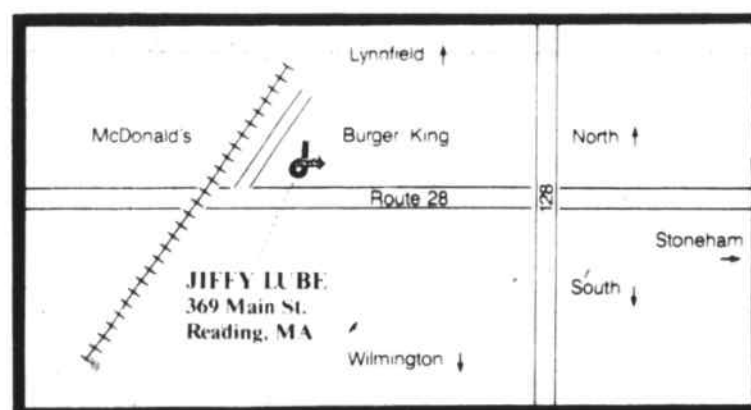 Lynnfield
McDonald's
Burger King
North
Route 28
128
Stoneham
JIFFY LUBE
369 Main St.
Reading, MA
South
Wilmington